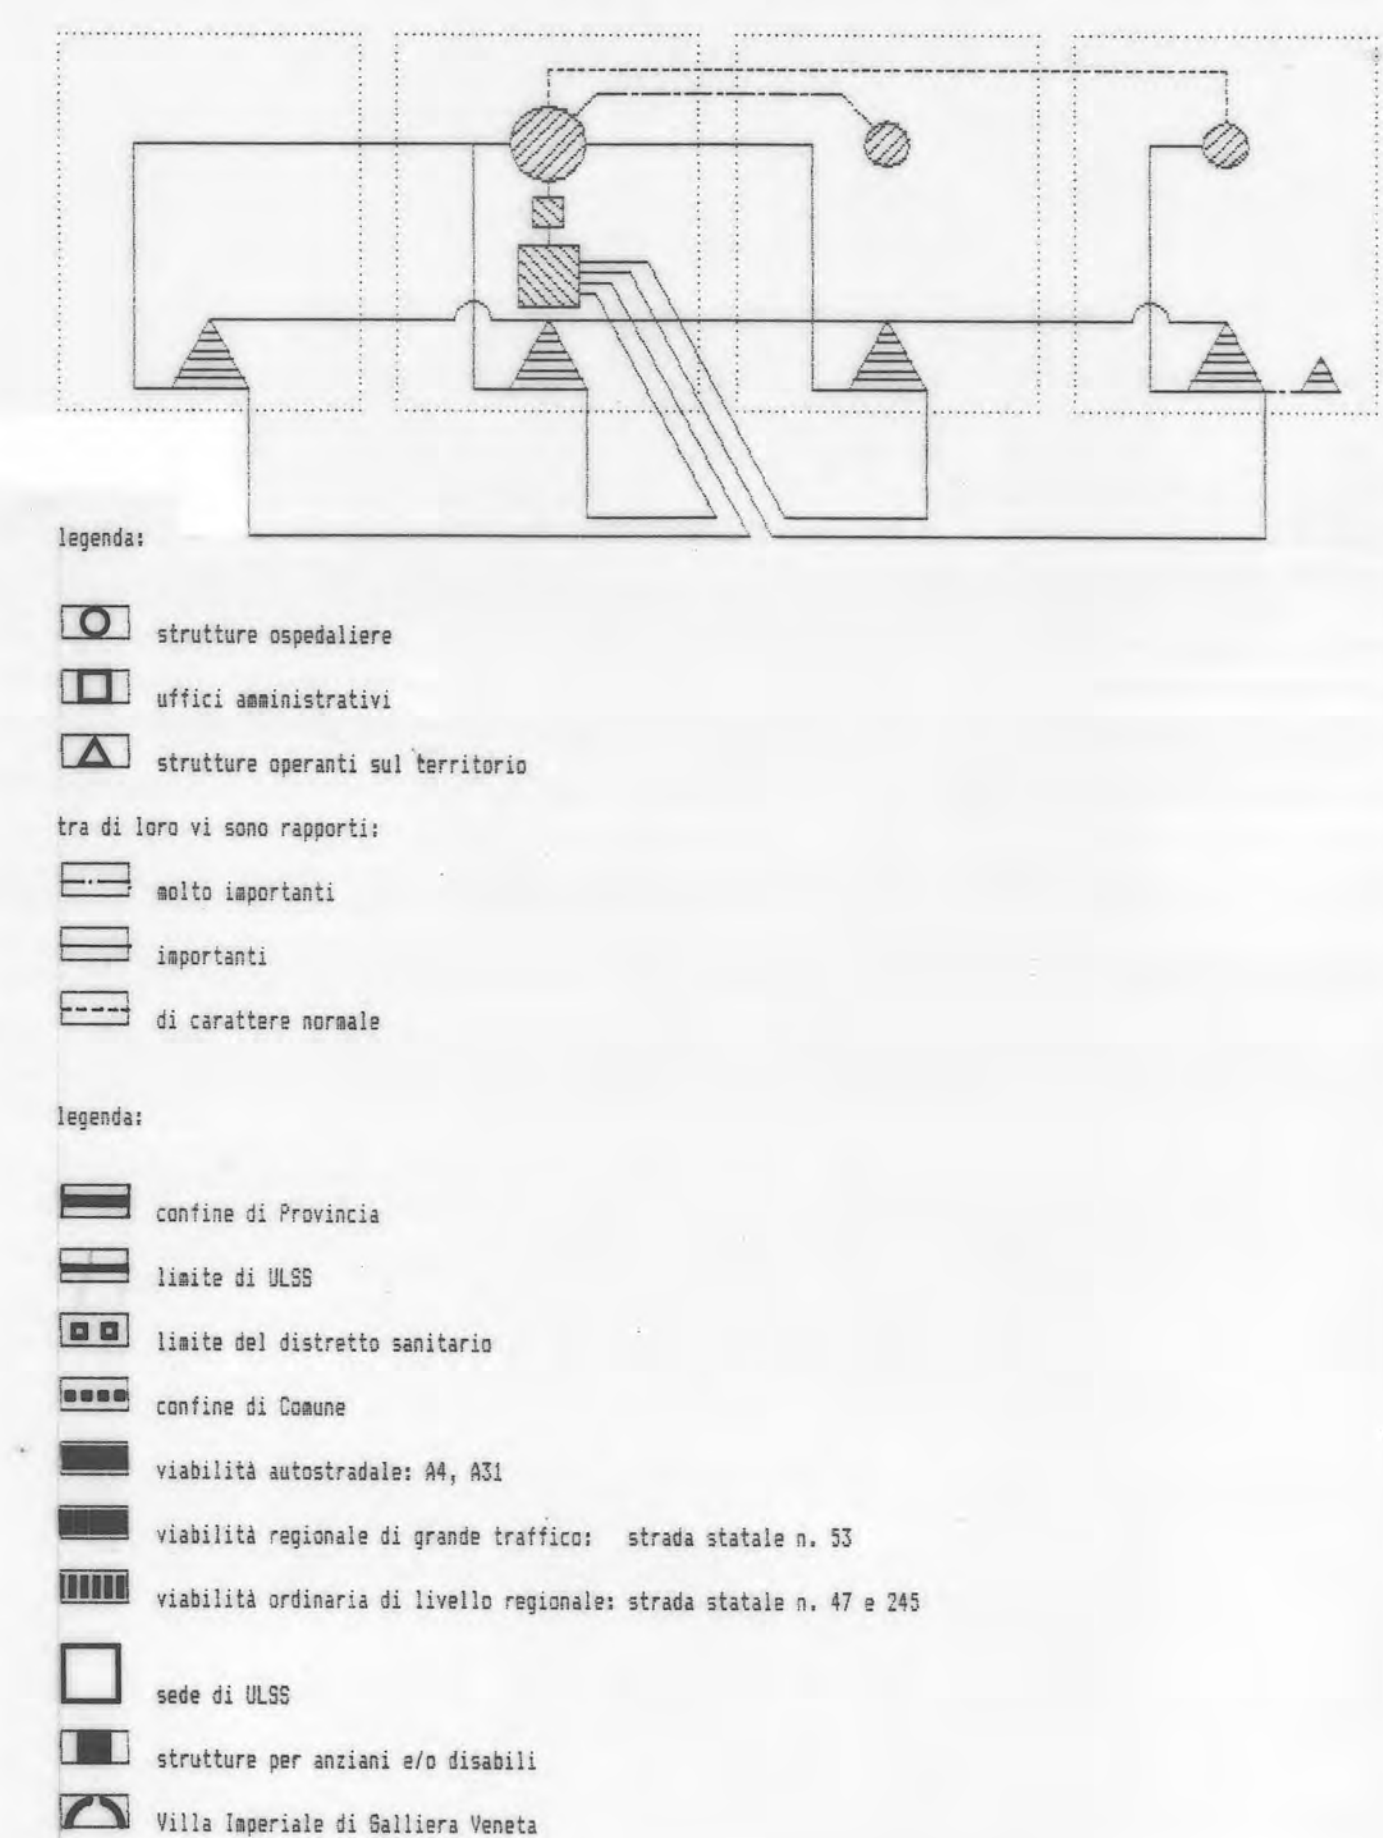 legenda:
strutture ospedaliere
uffici amministrativi
strutture operanti sul territorio
tra di loro vi sono rapporti:
molto importanti
importanti
di carattere normale
legenda:
confine di Provincia
limite di ULSS
limite del distretto sanitario
confine di Comune
viabilità autostradale: A4, A31
viabilità regionale di grande traffico: strada statale n. 53
viabilità ordinaria di livello regionale: strada statale n. 47 e 245
sede di ULSS
strutture per anziani e/o disabili
Villa Imperiale di Galliera Veneta